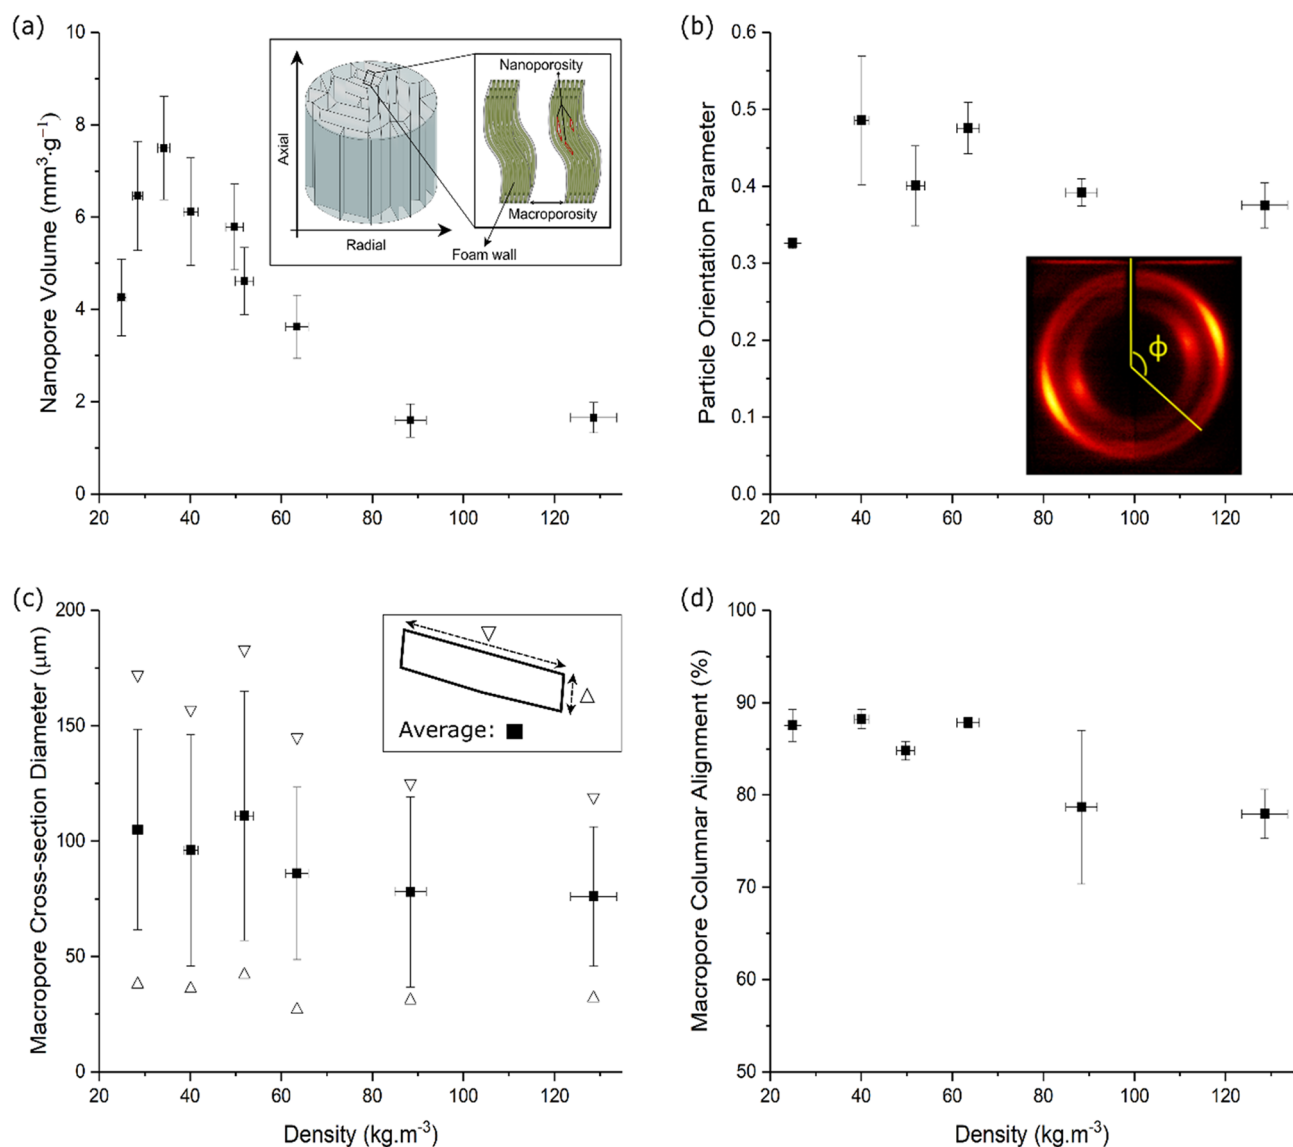 (a)
Nanopore Volume (nm³·g⁻¹)
10
8
6
4
2
0
20
40
60
80
100
120
Axial
Radial
Nanoporosity
Macroporosity
Foam wall
(b)
Particle Orientation Parameter
0.6
0.5
0.4
0.3
0.2
0.1
0.0
20
40
60
80
100
120
ϕ
(c)
Macropore Cross-section Diameter (μm)
200
150
100
50
0
20
40
60
80
100
120
Density (kg.m⁻³)
Average:
(d)
Macropore Columnar Alignment (%)
100
90
80
70
60
50
20
40
60
80
100
120
Density (kg.m⁻³)